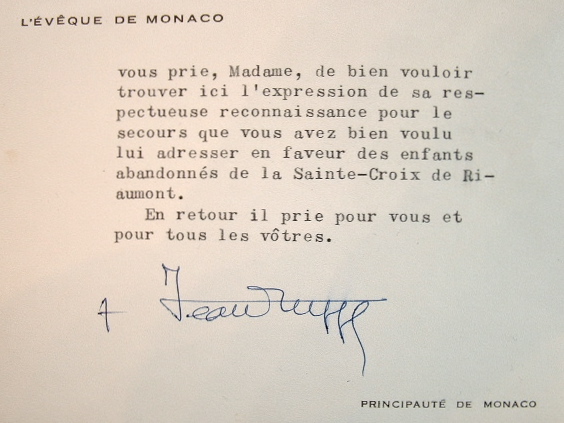 L'ÉVÊQUE DE MONACO
vous prie, Madame, de bien vouloir
trouver ici l'expression de sa res-
pectueuse reconnaissance pour le
secours que vous avez bien voulu
lui adresser en faveur des enfants
abandonnés de la Sainte-Croix de Ri-
aumont.
En retour il prie pour vous et
pour tous les vôtres.
+ Jean Rupp
PRINCIPAUTÉ DE MONACO